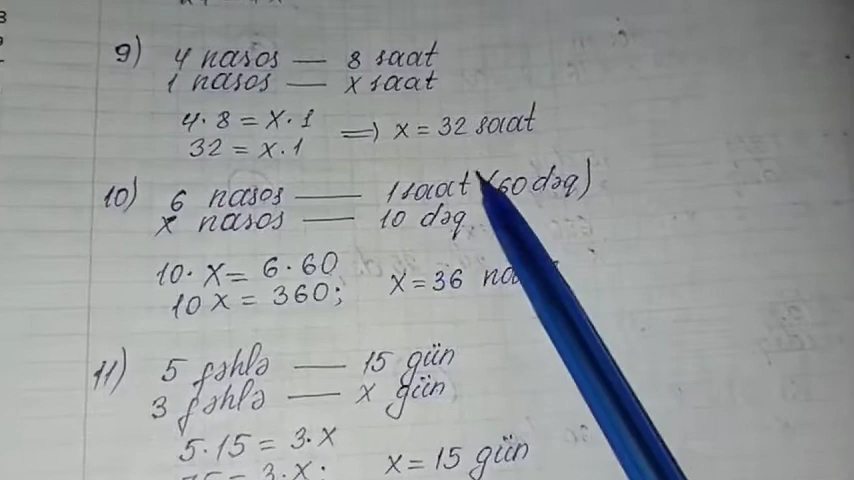 9) 4 nasos — 8 saat
1 nasos — x saat
4 · 8 = x · 1
32 = x · 1 => x = 32 saat
10) 6 nasos — 1 saat (60 dəq)
x nasos — 10 dəq
10 · x = 6 · 60
10x = 360; x = 36
11) 5 fəhlə — 15 gün
3 fəhlə — x gün
5 · 15 = 3 · x
75 = 3 · x; x = 15 gün